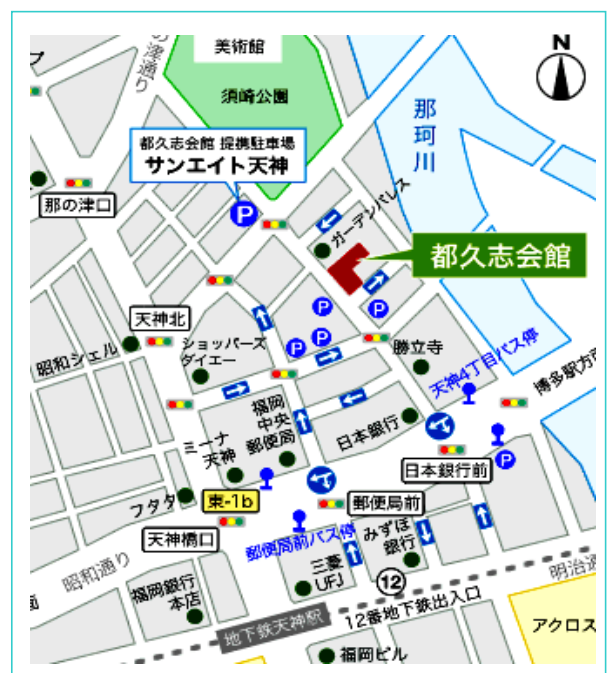 美術館
N
プ
の津通り
須崎公園
那珂川
都久志会館 提携駐車場
サンエイト天神
P
那の津口
ガーデンパレス
都久志会館
P
P
天神北
P
P
ショッパーズ
ダイエー
昭和シェル
勝立寺
天神4丁目バス停
博多駅方面
福岡
中央
郵便局
日本銀行
ミーナ
天神
日本銀行前
P
東-1b
フタタ
郵便局前
天神橋口
郵便局前バス停
みずほ
銀行
昭和通り
三菱
UFJ
明治通
12
福岡銀行
本店
12番地下鉄出入口
地下鉄天神駅
アクロス
画
福岡ビル